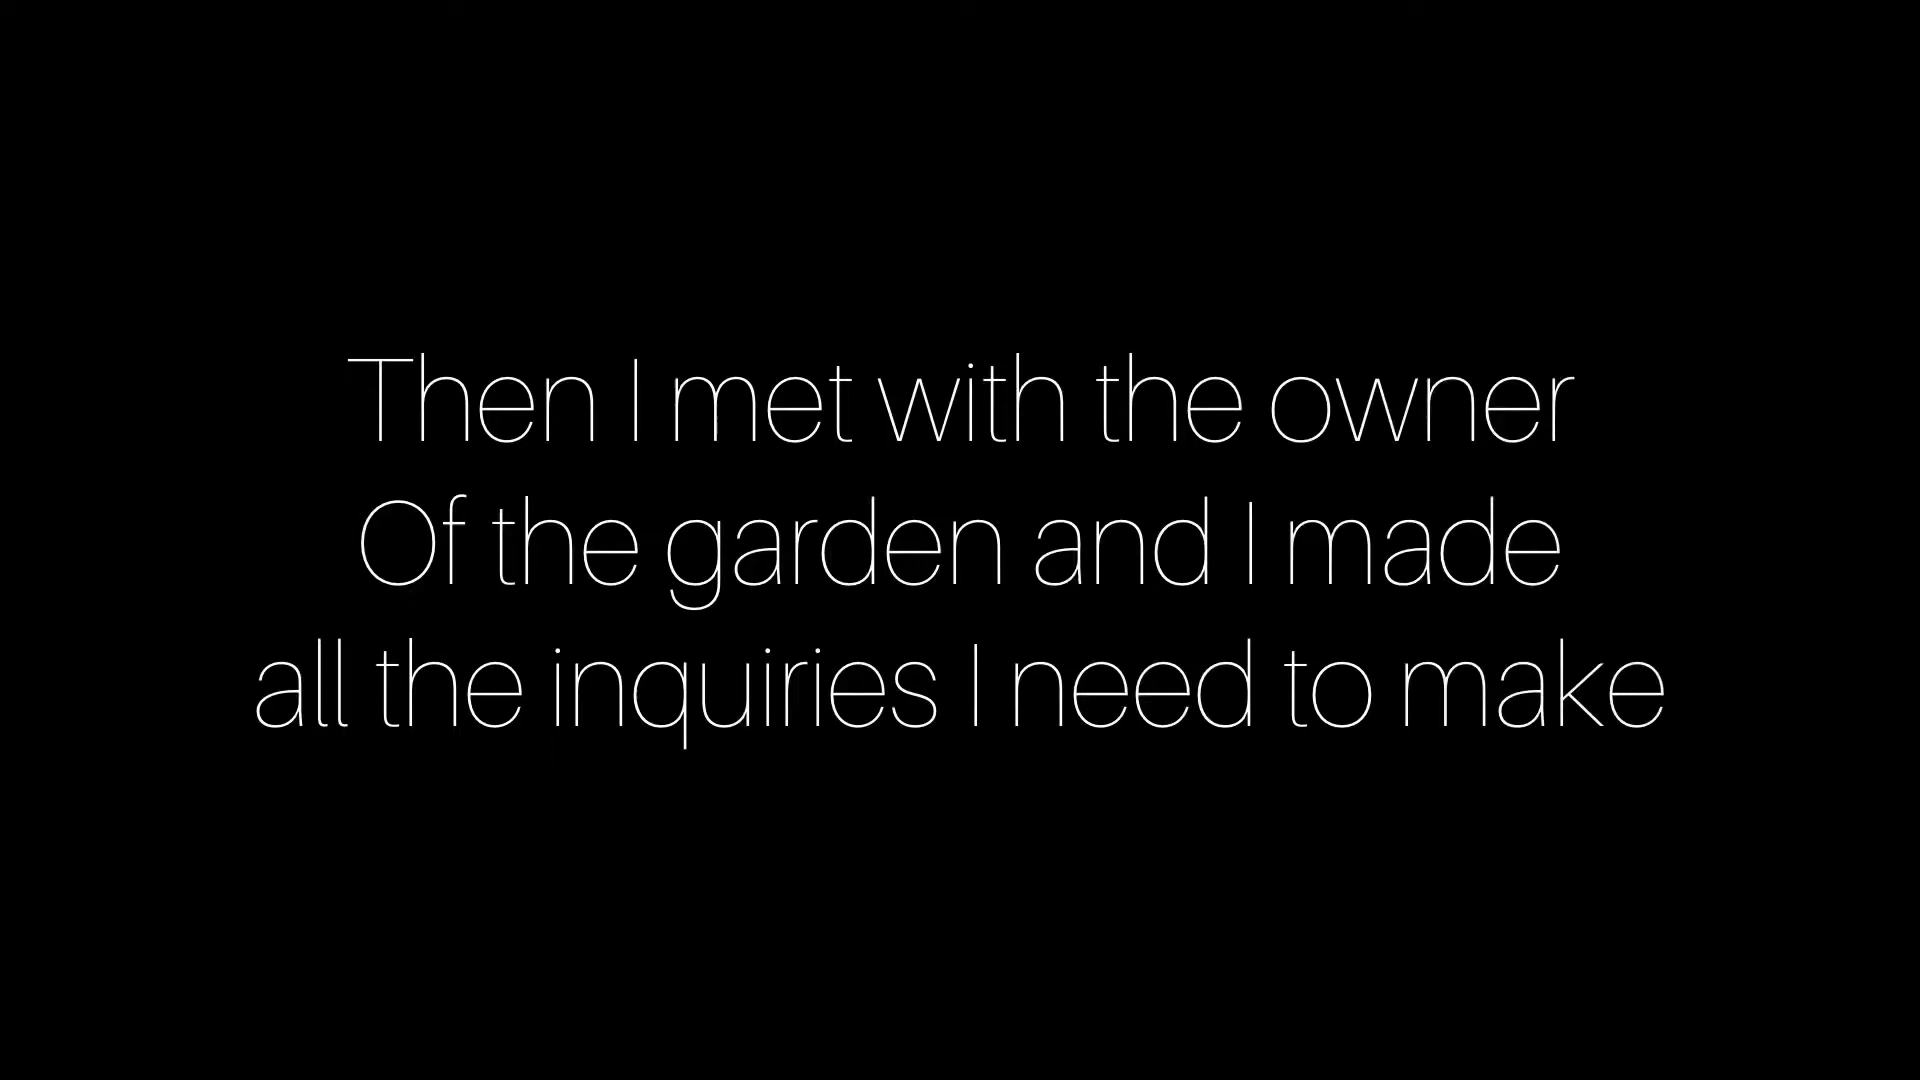 Then I met with the owner
Of the garden and I made
all the inquiries I need to make